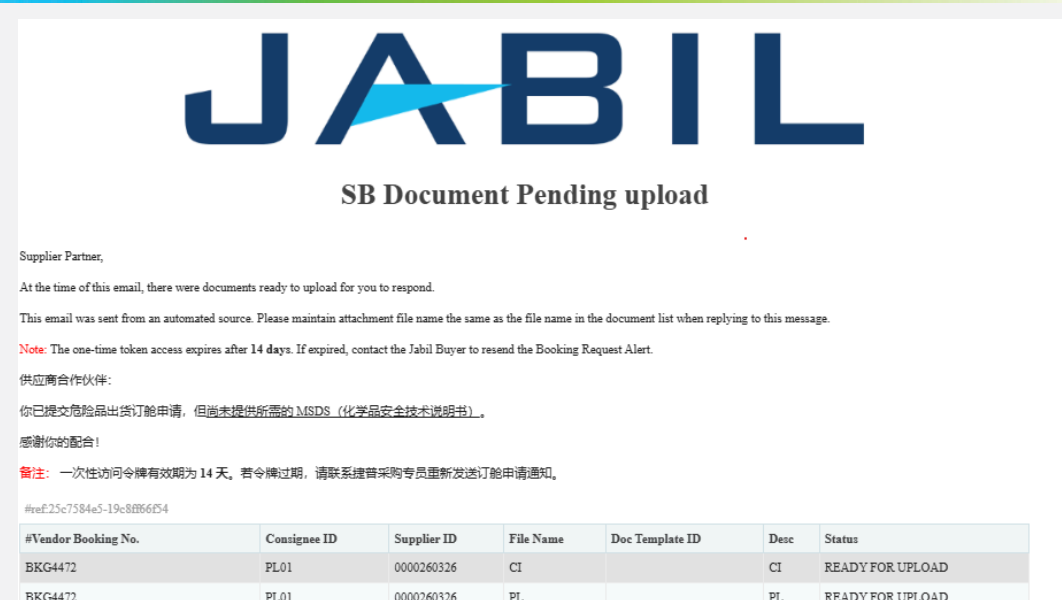 JABIL
SB Document Pending upload
Supplier Partner,
At the time of this email, there were documents ready to upload for you to respond.
This email was sent from an automated source. Please maintain attachment file name the same as the file name in the document list when replying to this message.
Note: The one-time token access expires after 14 days. If expired, contact the Jabil Buyer to resend the Booking Request Alert.
供应商合作伙伴：
你已提交危险品出货订舱申请，但尚未提供所需的 MSDS（化学品安全技术说明书）。
感谢你的配合！
备注： 一次性访问令牌有效期为 14 天。若令牌过期，请联系捷普采购专员重新发送订舱申请通知。
#ref:25c7584e5-19c8ff66f54
#Vendor Booking No. Consignee ID Supplier ID File Name Doc Template ID Desc Status
BKG4472 PL01 0000260326 CI CI READY FOR UPLOAD
BKG4472 PL01 0000260326 PL PL READY FOR UPLOAD